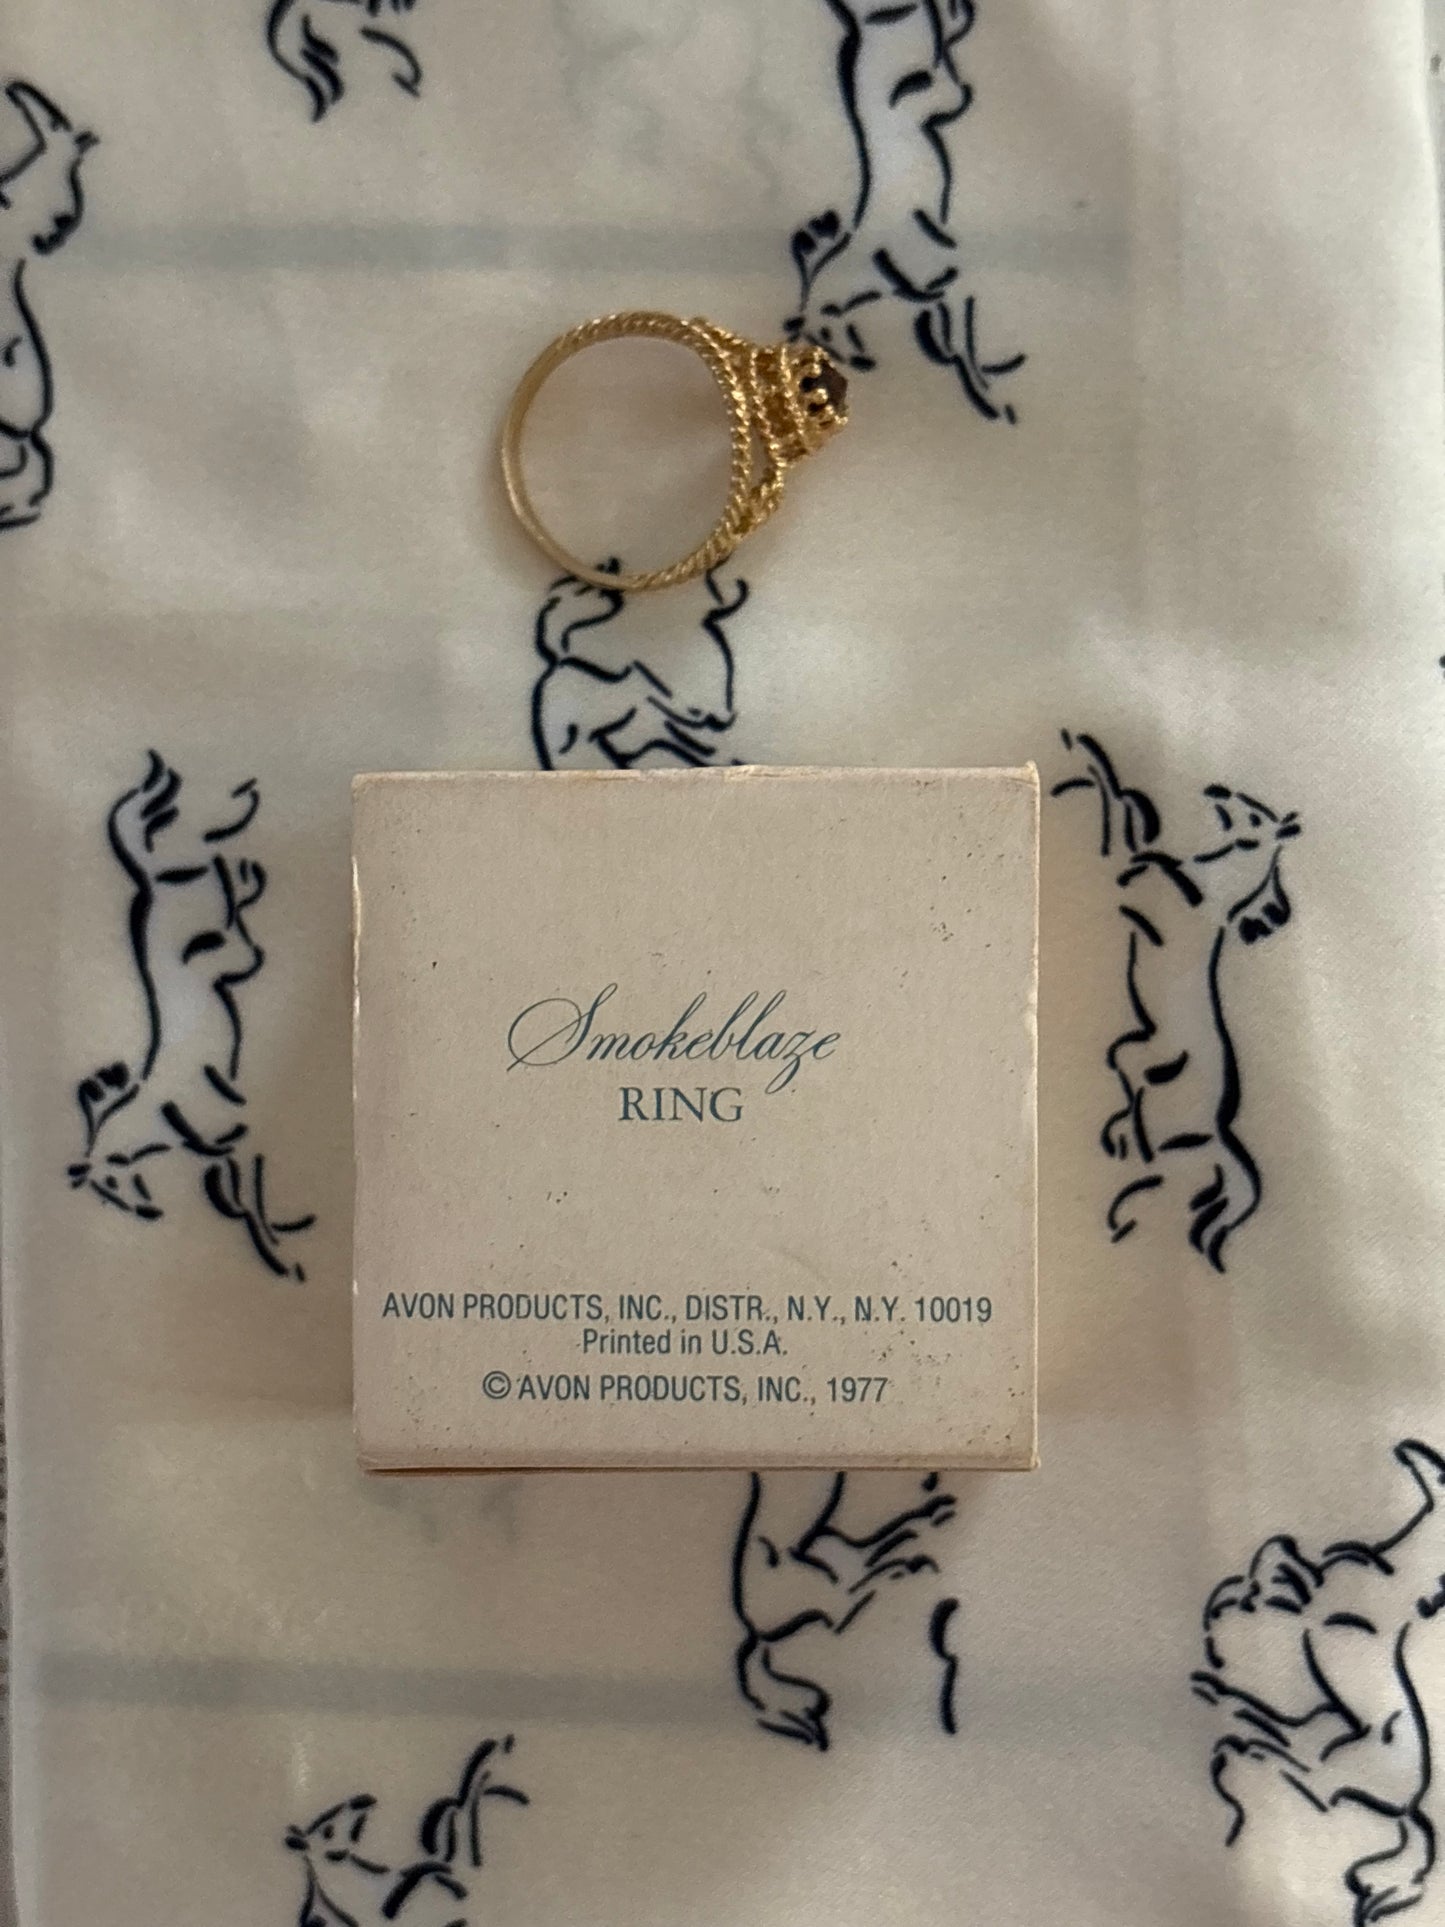 Smokeblaze
RING
AVON PRODUCTS, INC., DISTR., N.Y., N.Y. 10019
Printed in U.S.A.
© AVON PRODUCTS, INC., 1977